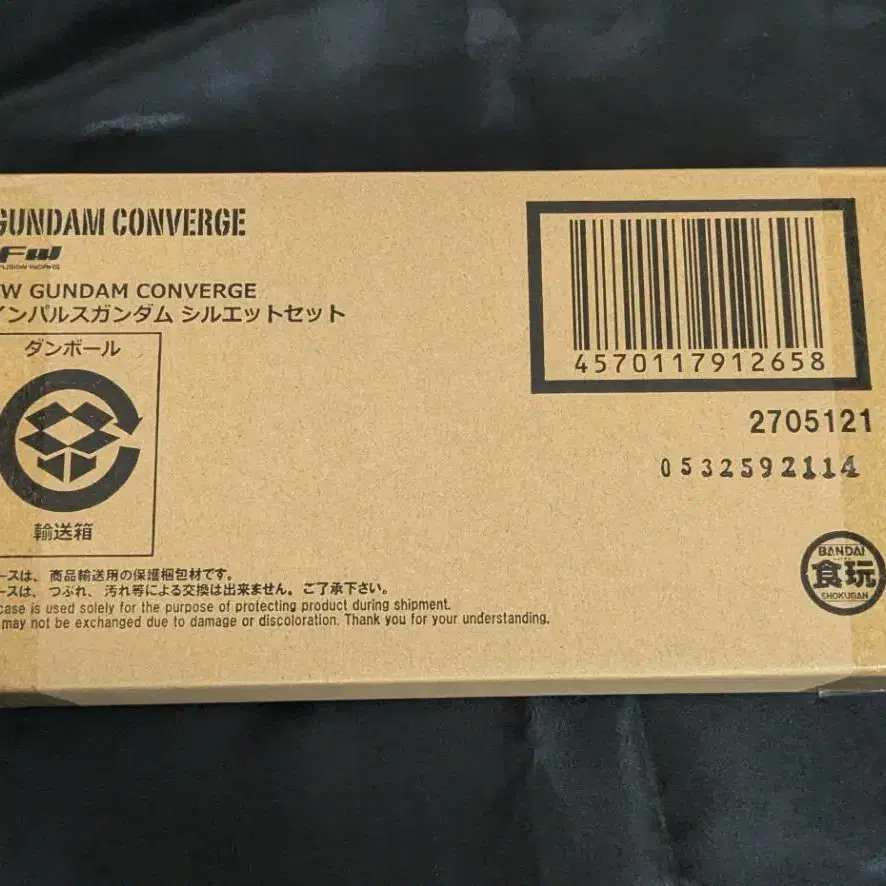 GUNDAM CONVERGE
FW
FUSION WORKS
W GUNDAM CONVERGE
インパルスガンダム シルエットセット
ダンボール
輸送箱
4570117912658
2705121
0532592114
BANDAI
食玩
SHOKUGAN
ースは、商品輸送用の保護梱包材です。
ースは、つぶれ、汚れ等による交換は出来ません。ご了承下さい。
case is used solely for the purpose of protecting product during shipment.
may not be exchanged due to damage or discoloration. Thank you for your understanding.